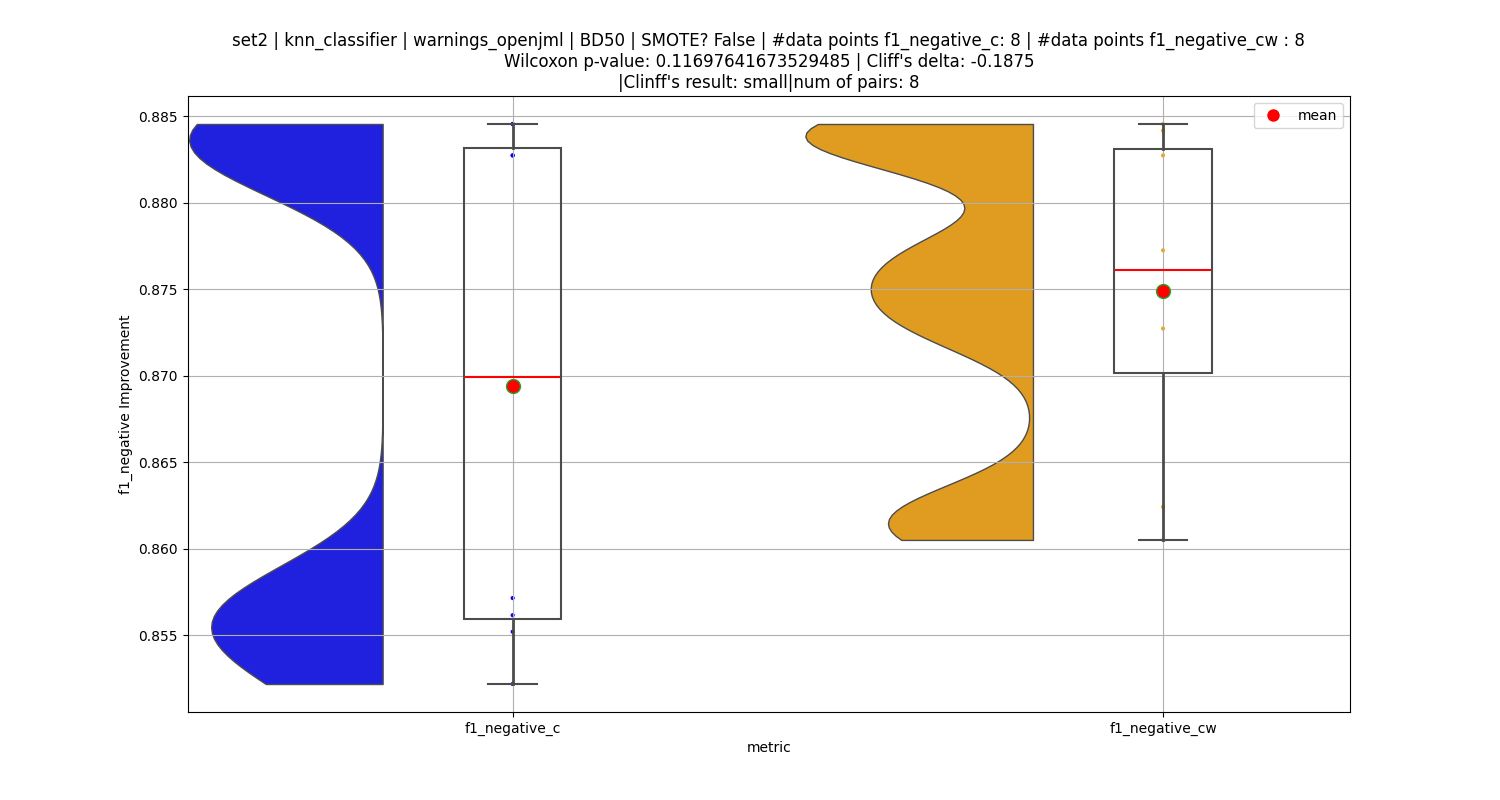 set2 | knn_classifier | warnings_openjml | BD50 | SMOTE? False | #data points f1_negative_c: 8 | #data points f1_negative_cw : 8
Wilcoxon p-value: 0.11697641673529485 | Cliff's delta: -0.1875
|Clinff's result: small|num of pairs: 8
mean
0.885
0.880
0.875
0.870
0.865
0.860
0.855
f1_negative Improvement
f1_negative_c
f1_negative_cw
metric